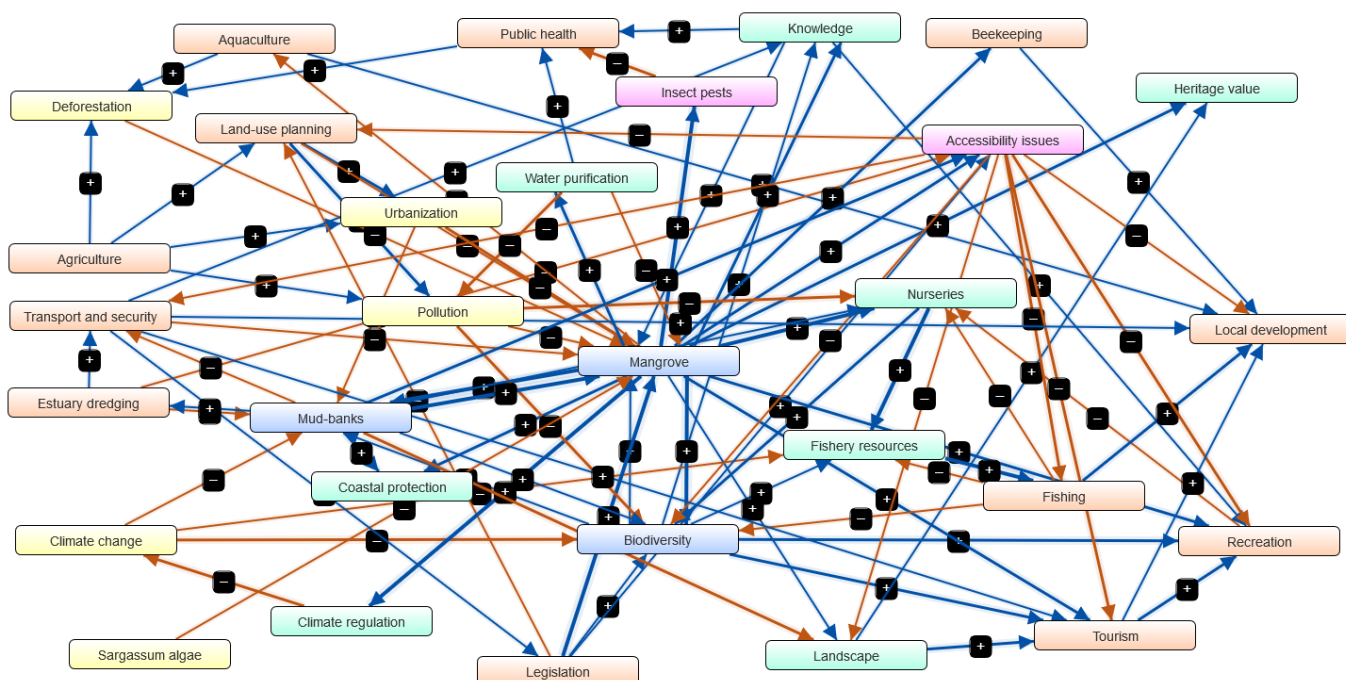 Knowledge
Public health
Beekeeping
Aquaculture
Insect pests
Heritage value
Deforestation
Land-use planning
Accessibility issues
Water purification
Urbanization
Agriculture
Nurseries
Pollution
Transport and security
Local development
Mangrove
Estuary dredging
Mud-banks
Fishery resources
Coastal protection
Fishing
Climate change
Biodiversity
Recreation
Climate regulation
Tourism
Sargassum algae
Landscape
Legislation